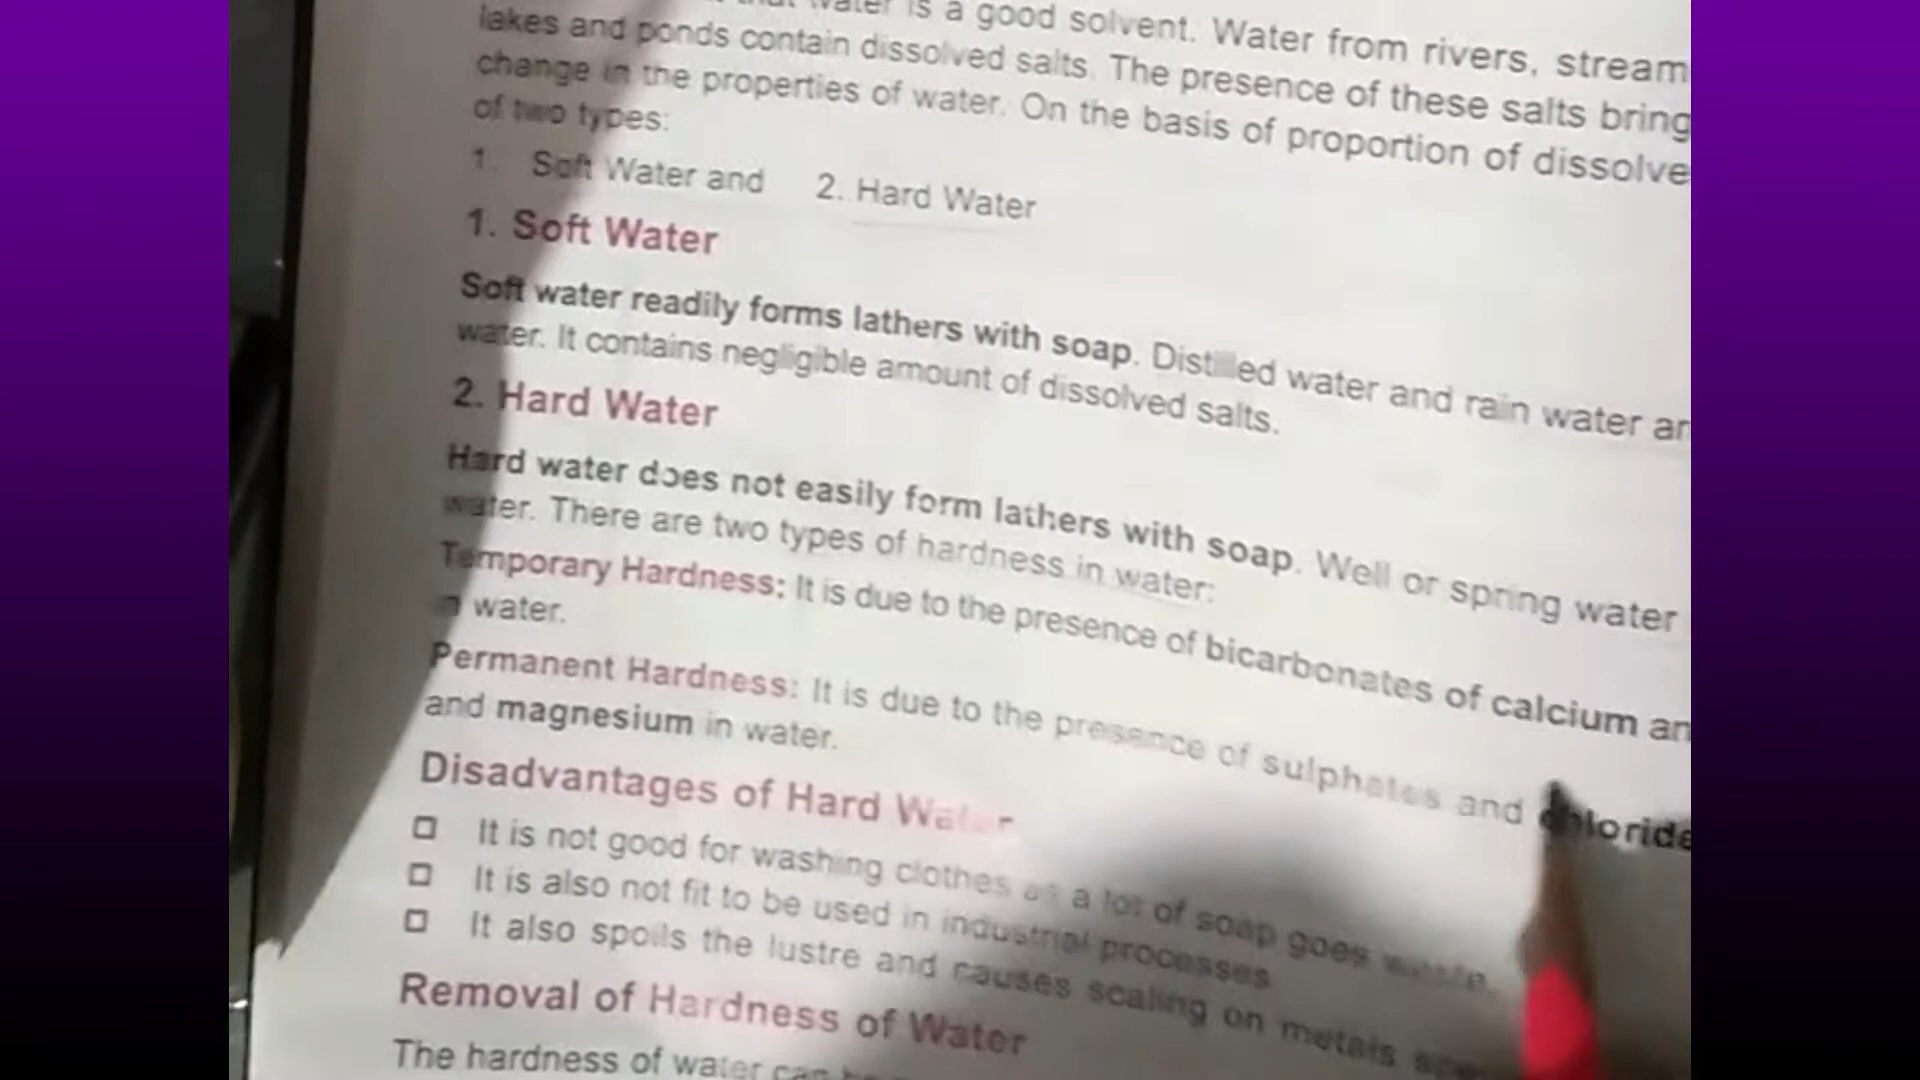 water is a good solvent. Water from rivers, stream
lakes and ponds contain dissolved salts. The presence of these salts bring
change in the properties of water. On the basis of proportion of dissolve
of two types:
1. Soft Water and 2. Hard Water
1. Soft Water
Soft water readily forms lathers with soap. Distilled water and rain water ar
water. It contains negligible amount of dissolved salts.
2. Hard Water
Hard water does not easily form lathers with soap. Well or spring water
water. There are two types of hardness in water:
Temporary Hardness: It is due to the presence of bicarbonates of calcium an
in water.
Permanent Hardness: It is due to the presence of sulphates and chloride
and magnesium in water.
Disadvantages of Hard Water
It is not good for washing clothes as a lot of soap goes waste.
It is also not fit to be used in industrial processes
It also spoils the lustre and causes scaling on metals
Removal of Hardness of Water
The hardness of water can